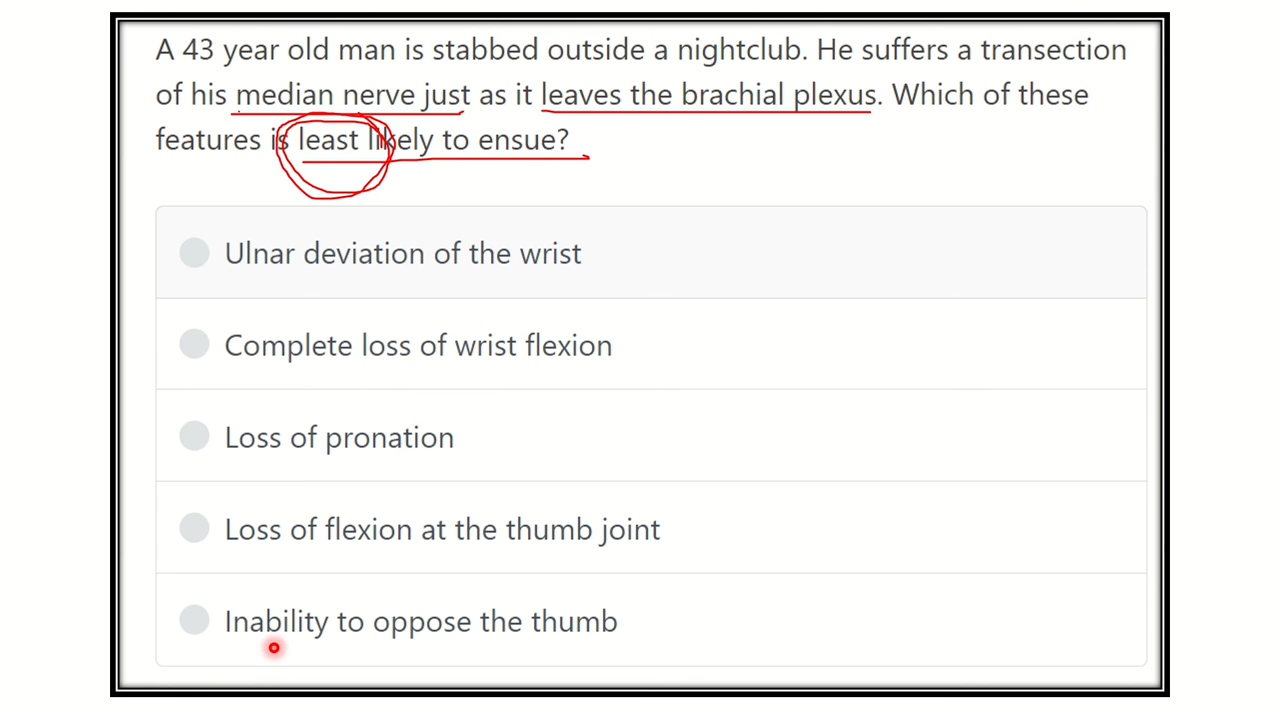 A 43 year old man is stabbed outside a nightclub. He suffers a transection
of his median nerve just as it leaves the brachial plexus. Which of these
features is least likely to ensue?
Ulnar deviation of the wrist
Complete loss of wrist flexion
Loss of pronation
Loss of flexion at the thumb joint
Inability to oppose the thumb